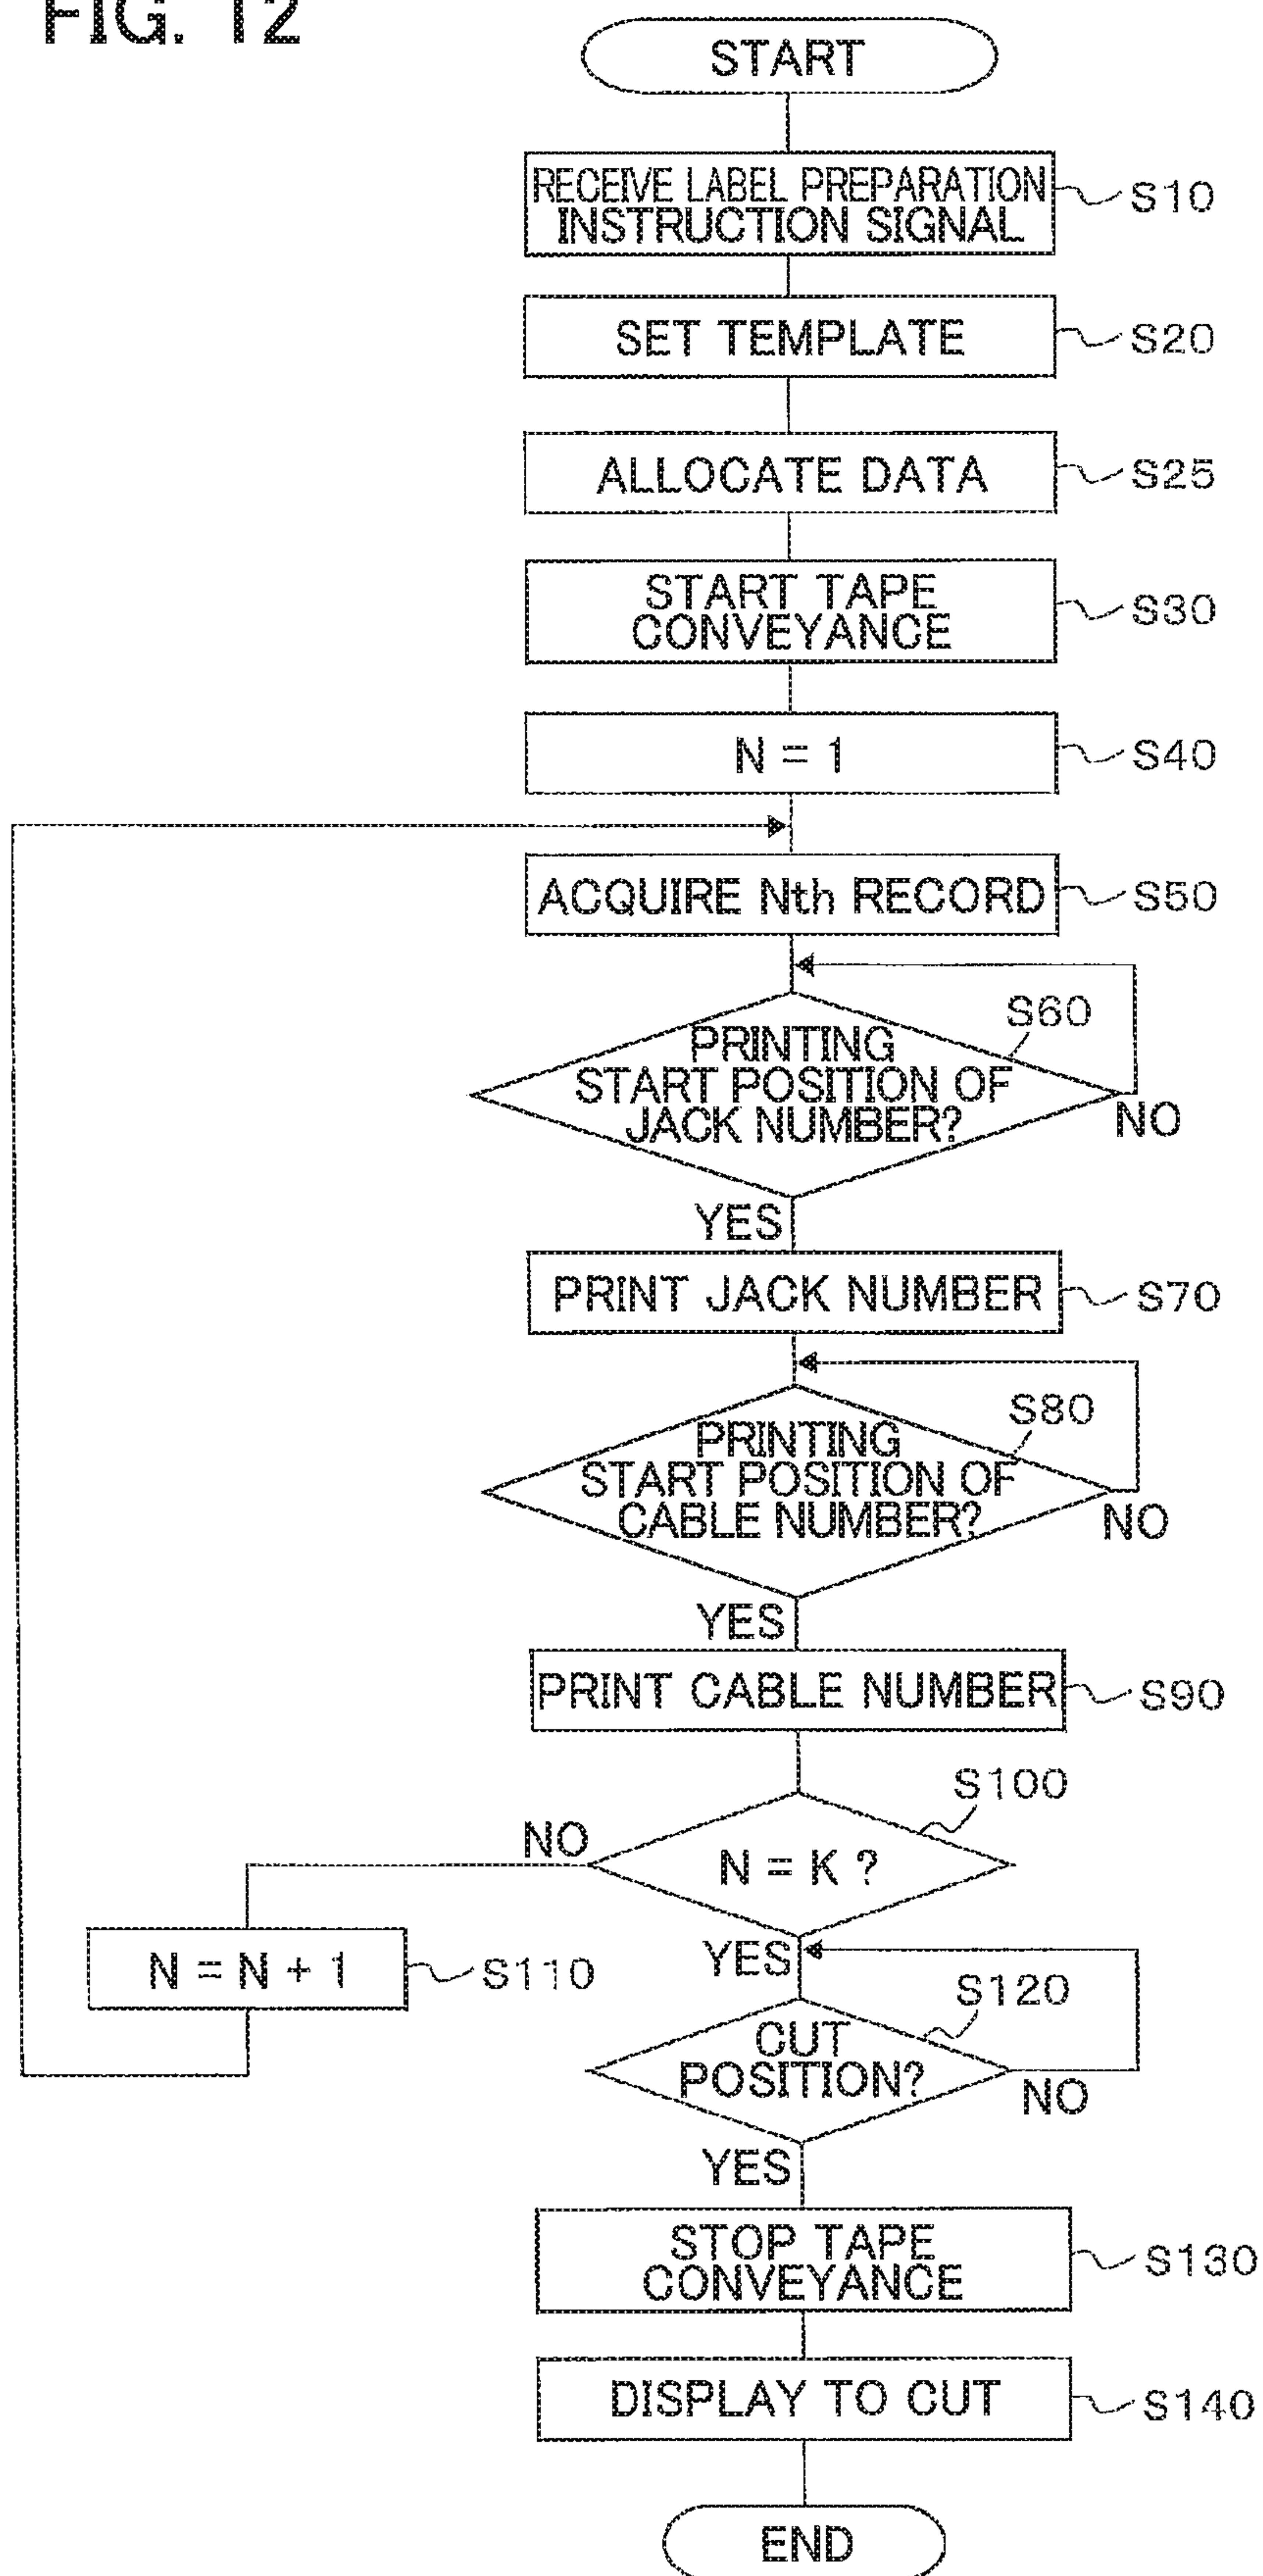 FIG. 12
START
RECEIVE LABEL PREPARATION
INSTRUCTION SIGNAL
S10
SET TEMPLATE
S20
ALLOCATE DATA
S25
START TAPE
CONVEYANCE
S30
N = 1
S40
ACQUIRE Nth RECORD
S50
S60
PRINTING
START POSITION OF
JACK NUMBER?
NO
YES
PRINT JACK NUMBER
S70
S80
PRINTING
START POSITION OF
CABLE NUMBER?
NO
YES
PRINT CABLE NUMBER
S90
S100
NO
N = K ?
YES
N = N + 1
S110
S120
CUT
POSITION?
NO
YES
STOP TAPE
CONVEYANCE
S130
DISPLAY TO CUT
S140
END